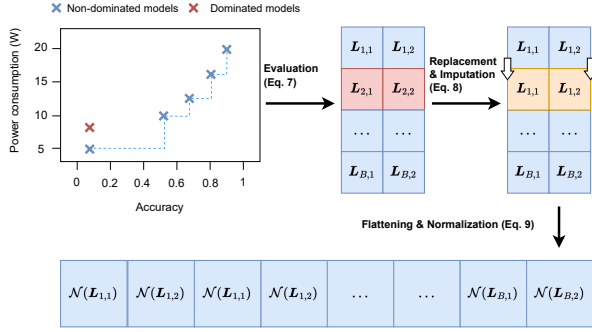 Non-dominated models
Dominated models
Power consumption (W)
20
15
10
5
0
0.2
0.4
0.6
0.8
1
Accuracy
Evaluation
(Eq. 7)
L1,1 L1,2
L2,1 L2,2
... ...
LB,1 LB,2
Replacement
& Imputation
(Eq. 8)
L1,1 L1,2
L1,1 L1,2
... ...
LB,1 LB,2
Flattening & Normalization (Eq. 9)
N(L1,1) N(L1,2) N(L1,1) N(L1,2) ... ... N(LB,1) N(LB,2)